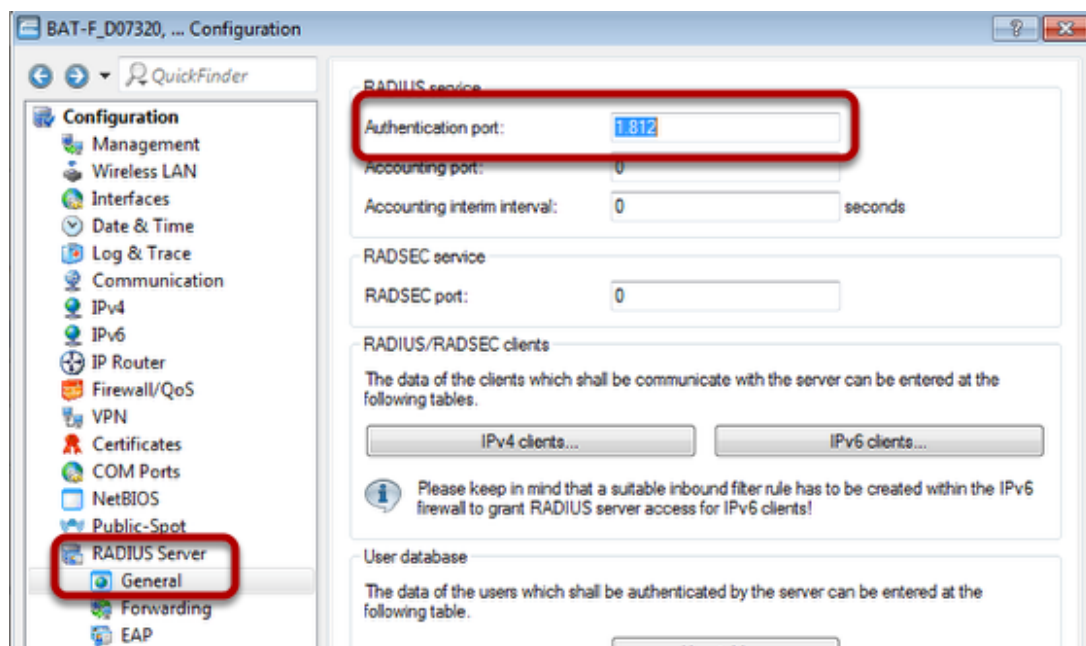 BAT-F_D07320, ... Configuration
QuickFinder
Configuration
Management
Wireless LAN
Interfaces
Date & Time
Log & Trace
Communication
IPv4
IPv6
IP Router
Firewall/QoS
VPN
Certificates
COM Ports
NetBIOS
Public-Spot
RADIUS Server
General
Forwarding
EAP
RADIUS service
Authentication port: 1.812
Accounting port: 0
Accounting interim interval: 0 seconds
RADSEC service
RADSEC port: 0
RADIUS/RADSEC clients
The data of the clients which shall be communicate with the server can be entered at the
following tables.
IPv4 clients... IPv6 clients...
Please keep in mind that a suitable inbound filter rule has to be created within the IPv6
firewall to grant RADIUS server access for IPv6 clients!
User database
The data of the users which shall be authenticated by the server can be entered at the
following table.